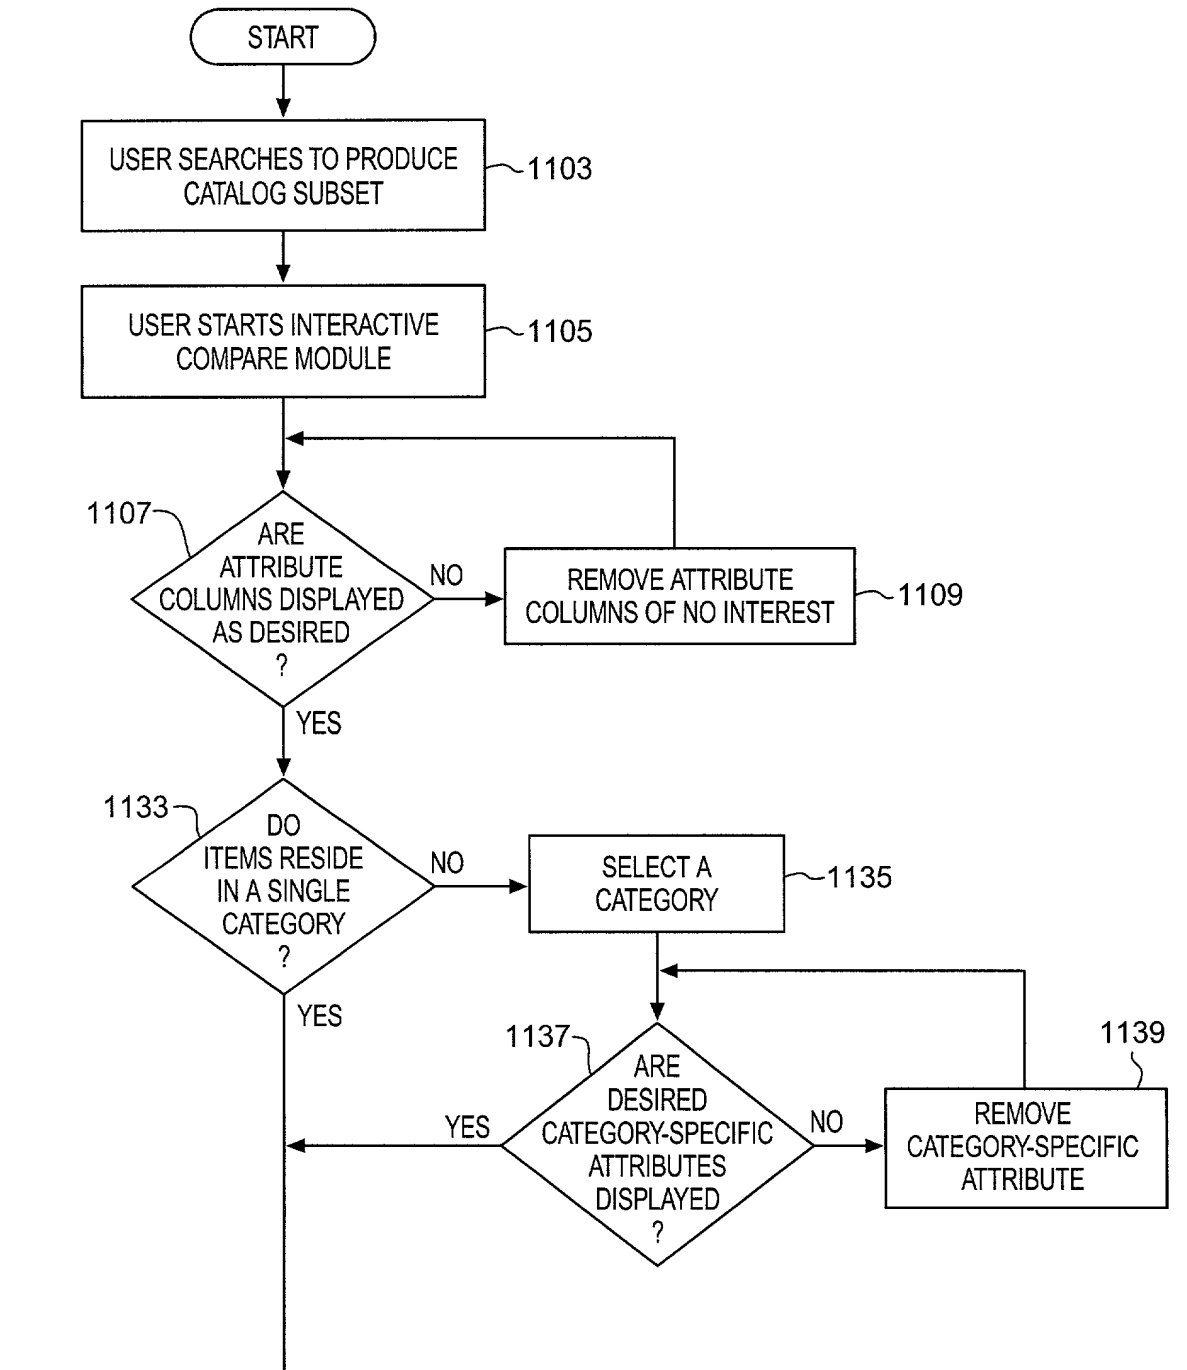 START
USER SEARCHES TO PRODUCE
CATALOG SUBSET
1103
USER STARTS INTERACTIVE
COMPARE MODULE
1105
1107
ARE
ATTRIBUTE
COLUMNS DISPLAYED
AS DESIRED
?
NO
REMOVE ATTRIBUTE
COLUMNS OF NO INTEREST
1109
YES
1133
DO
ITEMS RESIDE
IN A SINGLE
CATEGORY
?
NO
SELECT A
CATEGORY
1135
YES
1137
ARE
DESIRED
CATEGORY-SPECIFIC
ATTRIBUTES
DISPLAYED
?
YES
NO
1139
REMOVE
CATEGORY-SPECIFIC
ATTRIBUTE